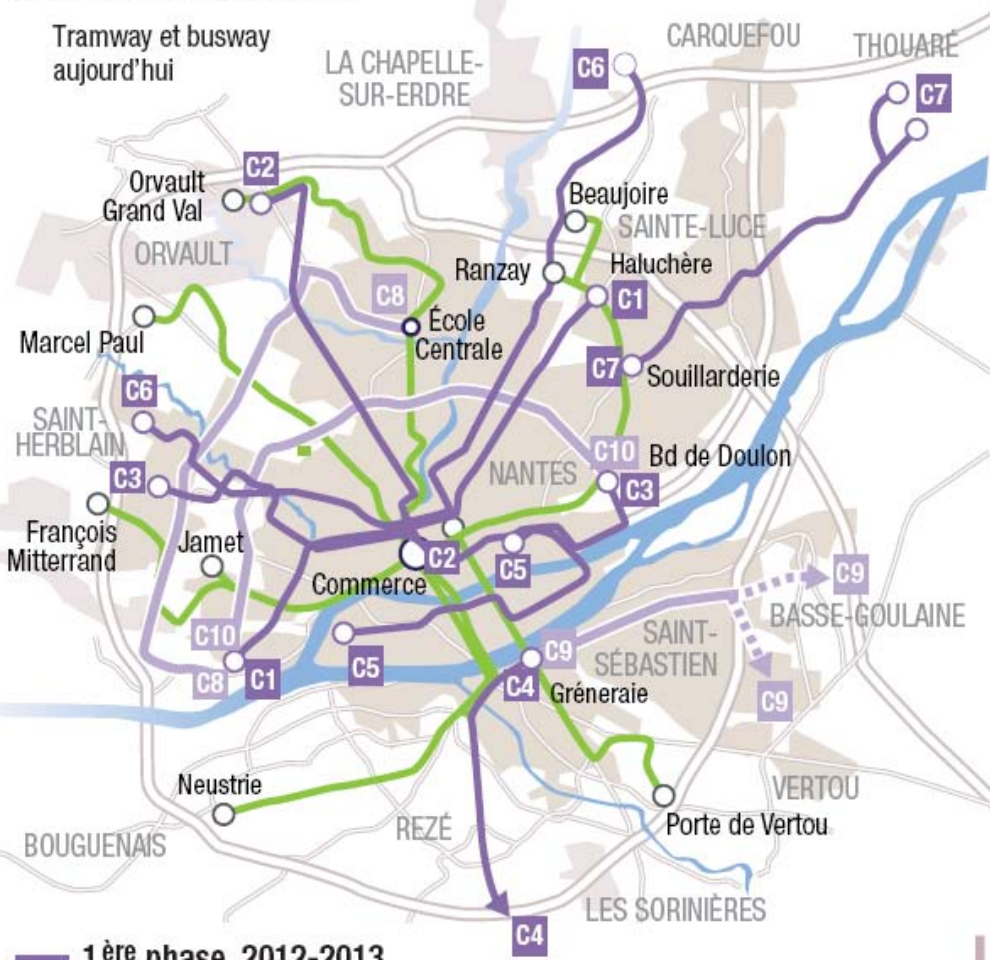 Tramway et busway
aujourd'hui
LA CHAPELLE-
SUR-ERDRE
CARQUEFOU
THOUARÉ
C6
C7
C2
Orvault
Grand Val
ORVAULT
Beaujoire
SAINTE-LUCE
Ranzay
Haluchère
C1
C8
École
Centrale
Marcel Paul
C7
Souillarderie
C6
SAINT-
HERBLAIN
C10
Bd de Doulon
C3
NANTES
C3
François
Mitterrand
Jamet
Commerce
C2
C5
C9
BASSE-GOULAINE
C10
C8
C1
C5
C9
SAINT-
SÉBASTIEN
C4
Gréneraie
C9
Neustrie
VERTOU
Porte de Vertou
REZÉ
BOUGUENAIS
LES SORINIÈRES
C4
1ère phase 2012-2013